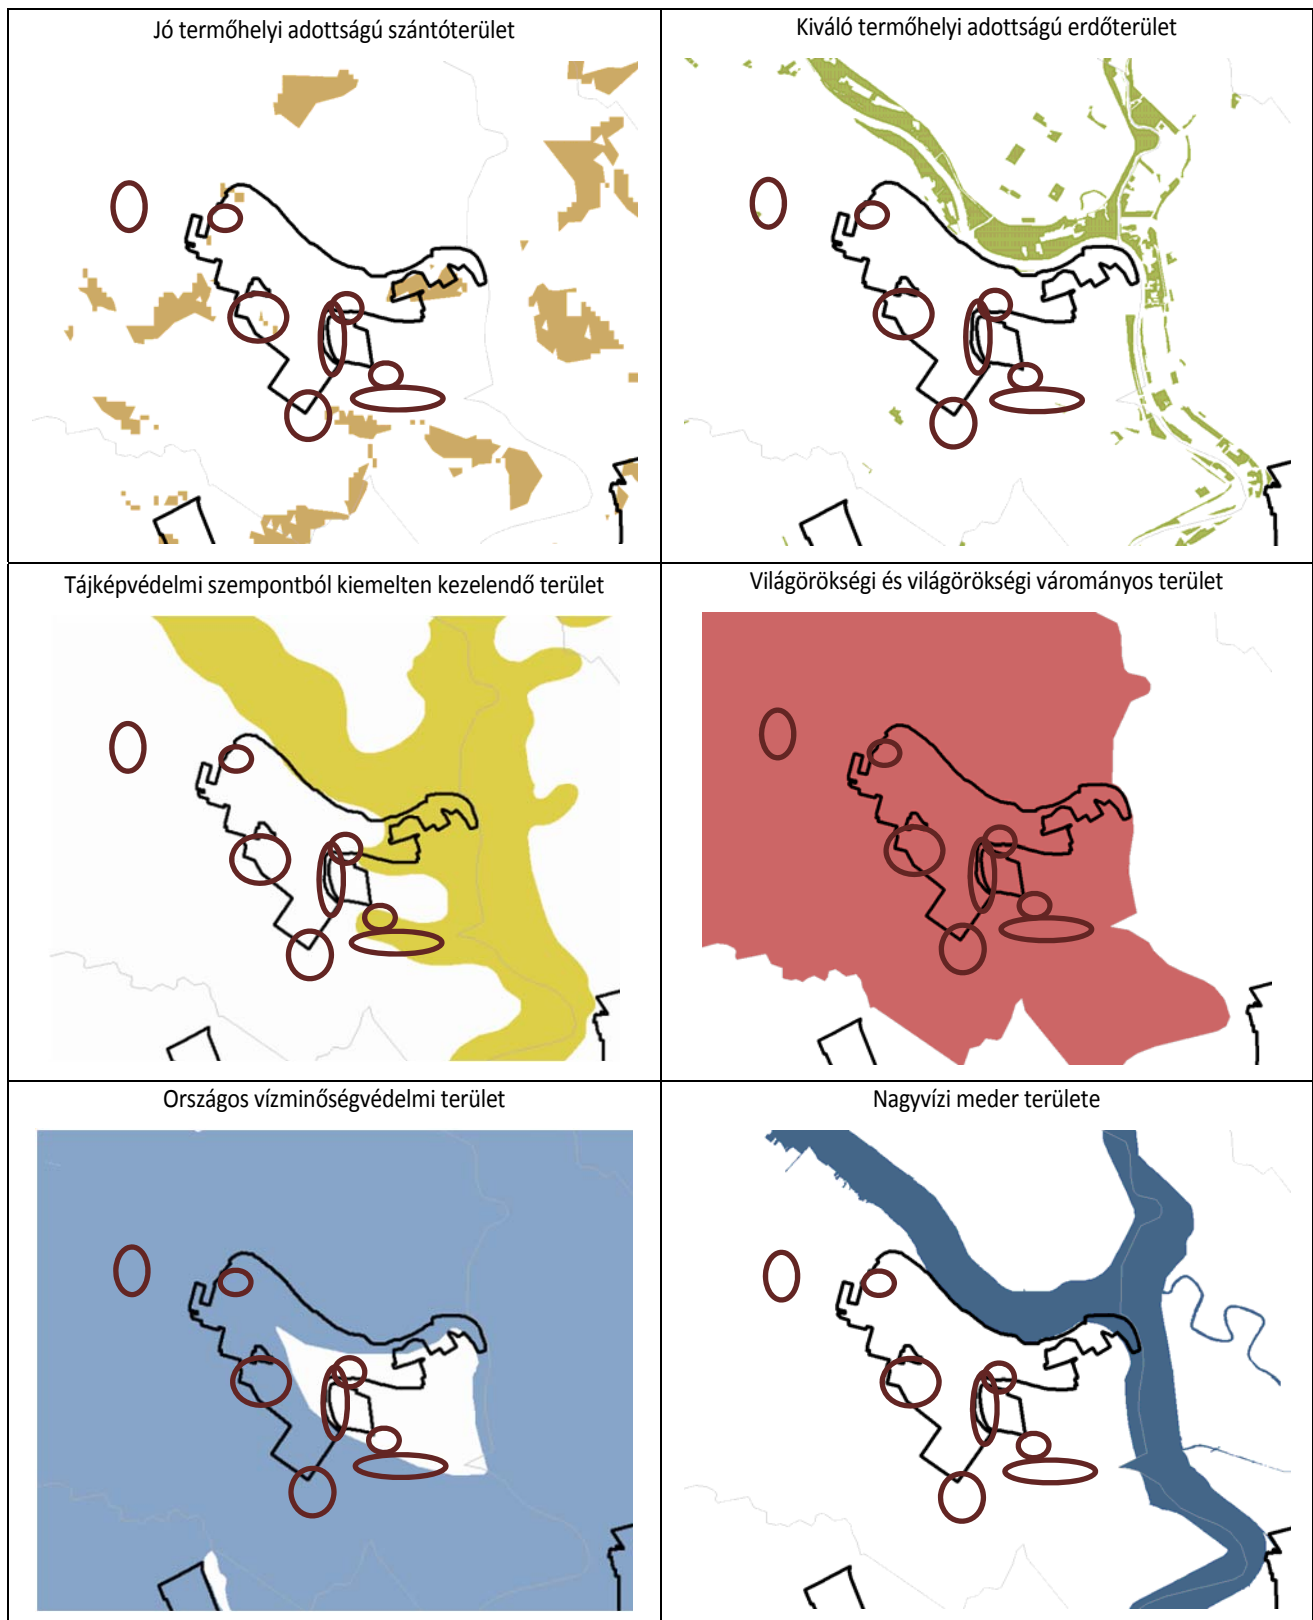 Jó termőhelyi adottságú szántóterület
Kiváló termőhelyi adottságú erdőterület
Tájképvédelmi szempontból kiemelten kezelendő terület
Világörökségi és világörökségi várományos terület
Országos vízminőségvédelmi terület
Nagyvízi meder területe